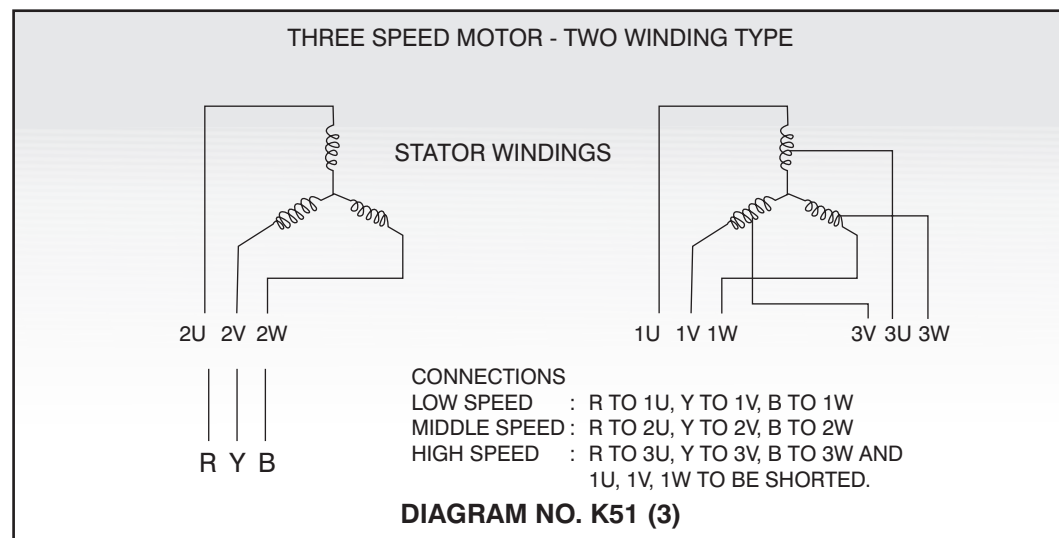 THREE SPEED MOTOR - TWO WINDING TYPE
STATOR WINDINGS
2U 2V 2W
1U 1V 1W 3V 3U 3W
R Y B
CONNECTIONS
LOW SPEED : R TO 1U, Y TO 1V, B TO 1W
MIDDLE SPEED : R TO 2U, Y TO 2V, B TO 2W
HIGH SPEED : R TO 3U, Y TO 3V, B TO 3W AND
1U, 1V, 1W TO BE SHORTED.
DIAGRAM NO. K51 (3)